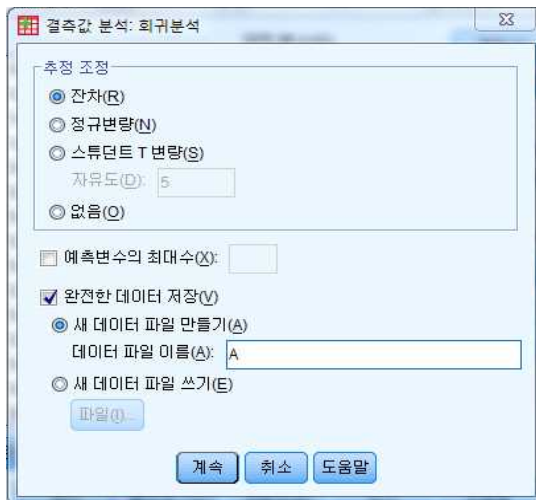 결측값 분석: 회귀분석
추정 조정
잔차(R)
정규변량(N)
스튜던트 T 변량(S)
자유도(D): 5
없음(O)
예측변수의 최대수(X):
완전한 데이터 저장(V)
새 데이터 파일 만들기(A)
데이터 파일 이름(A): A
새 데이터 파일 쓰기(E)
파일(I)...
계속 취소 도움말